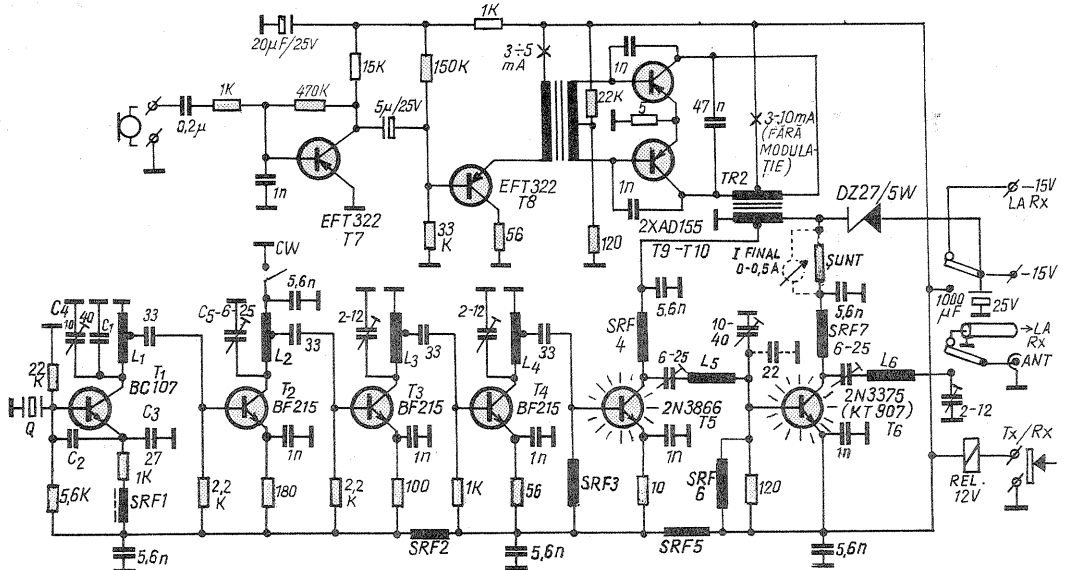 1K
20µF/25V
3÷5
mA
15K
150K
1n
22K
1K
470K
5µ/25V
5
47n
3-10mA
(FĂRĂ
MODULA-
ȚIE)
0,2µ
1n
EFT322
T7
EFT322
T8
1n
TR2
DZ27/5W
-15V
LA Rx
33
K
56
2XAD155
T9-T10
120
I FINAL
0-0,5A
ȘUNT
-15V
CW
5,6n
5,6n
5,6n
1000
µF
25V
C4
10
40
C1
33
C5-6-25
33
2-12
33
2-12
33
SRF
4
10-
40
SRF7
→LA
Rx
ANT
L1
L2
L3
L4
6-25
L5
22
6-25
L6
22
K
T1
BC107
T2
BF215
T3
BF215
T4
BF215
2N3866
T5
2N3375
(KT907)
T6
2-12
Q
C3
27
C2
1n
1n
1n
1n
1n
Tx/Rx
5,6K
1K
SRF1
2,2
K
180
2,2
K
100
1K
56
SRF3
10
SRF
6
120
REL.
12V
SRF2
SRF5
5,6n
5,6n
5,6n